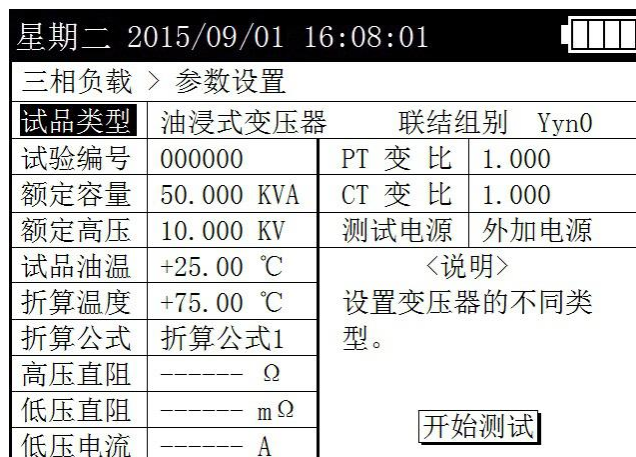 星期二 2015/09/01 16:08:01
三相负载 > 参数设置
试品类型 油浸式变压器 联结组别 Yyn0
试验编号 000000 PT 变 比 1.000
额定容量 50.000 KVA CT 变 比 1.000
额定高压 10.000 KV 测试电源 外加电源
试品油温 +25.00 ℃ <说明>
折算温度 +75.00 ℃ 设置变压器的不同类
折算公式 折算公式1 型。
高压直阻 ------ Ω
低压直阻 ------ mΩ 开始测试
低压电流 ------ A